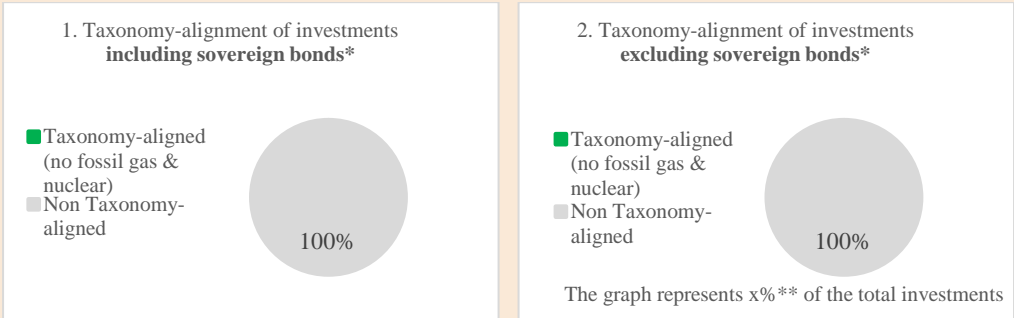 1. Taxonomy-alignment of investments
including sovereign bonds*
Taxonomy-aligned
(no fossil gas &
nuclear)
Non Taxonomy-
aligned
100%
2. Taxonomy-alignment of investments
excluding sovereign bonds*
Taxonomy-aligned
(no fossil gas &
nuclear)
Non Taxonomy-
aligned
100%
The graph represents x%** of the total investments